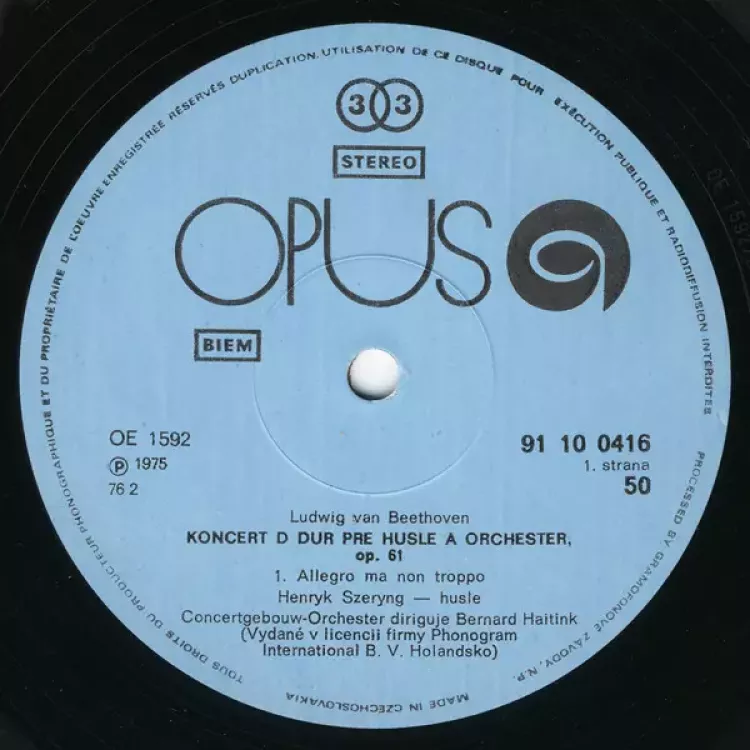 TOUS DROITS DU PRODUCTEUR PHONOGRAPHIQUE ET DU PROPRIÉTAIRE DE L'OEUVRE ENREGISTRÉE RÉSERVÉS DUPLICATION. UTILISATION DE CE DISQUE POUR EXÉCUTION PUBLIQUE ET RADIODIFFUSION INTERDITES
33
STEREO
OPUS
BIEM
OE 1592
Ⓟ 1975
76 2
91 10 0416
1. strana
50
Ludwig van Beethoven
KONCERT D DUR PRE HUSLE A ORCHESTER,
op. 61
1. Allegro ma non troppo
Henryk Szeryng — husle
Concertgebouw-Orchester diriguje Bernard Haitink
(Vydané v licencii firmy Phonogram
International B. V. Holandsko)
PROCESSED BY GRAMOFONOVÉ ZÁVODY, N.P.
MADE IN CZECHOSLOVAKIA